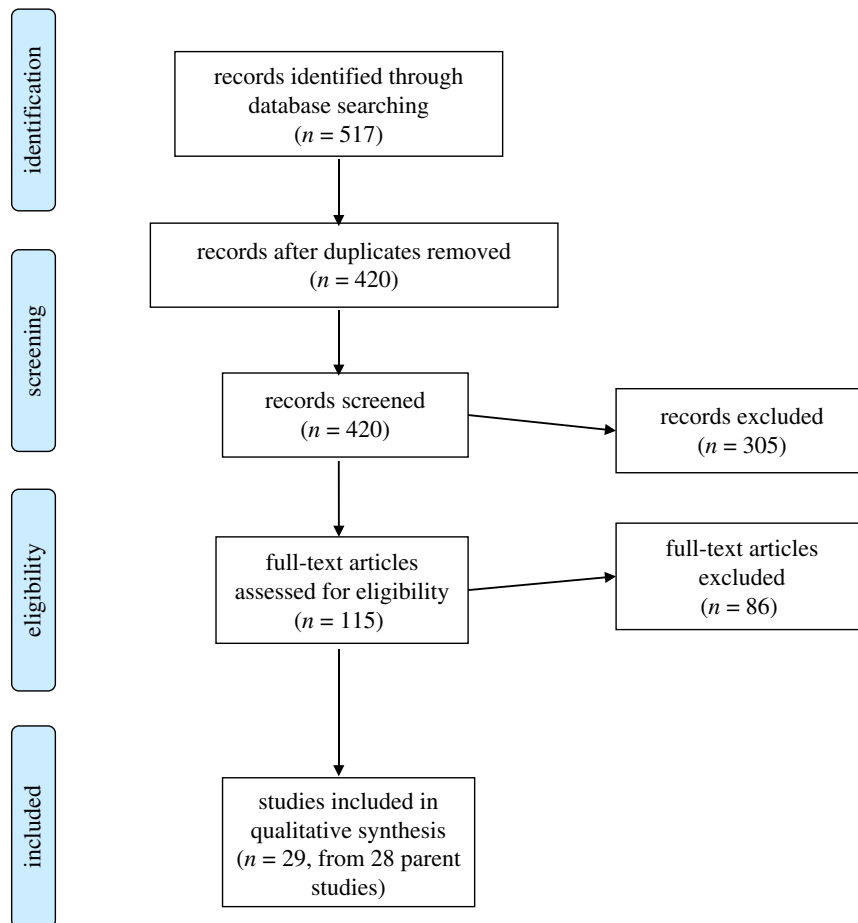 identification
records identified through
database searching
(n = 517)
records after duplicates removed
(n = 420)
screening
records screened
(n = 420)
records excluded
(n = 305)
eligibility
full-text articles
assessed for eligibility
(n = 115)
full-text articles
excluded
(n = 86)
included
studies included in
qualitative synthesis
(n = 29, from 28 parent
studies)